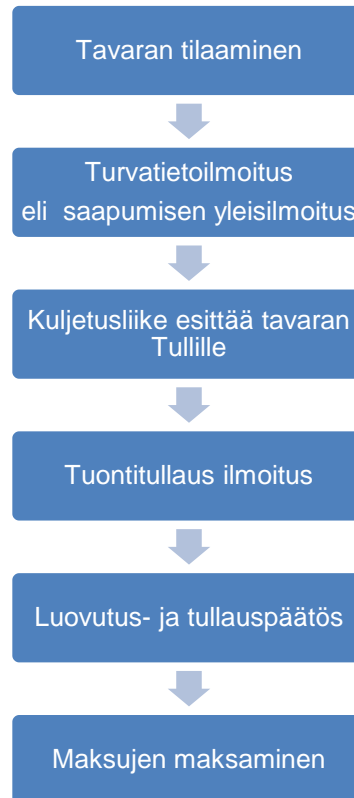 Tavaran tilaaminen
Turvatietoilmoitus
eli saapumisen yleisilmoitus
Kuljetusliike esittää tavaran
Tullille
Tuontitullaus ilmoitus
Luovutus- ja tullauspäätös
Maksujen maksaminen